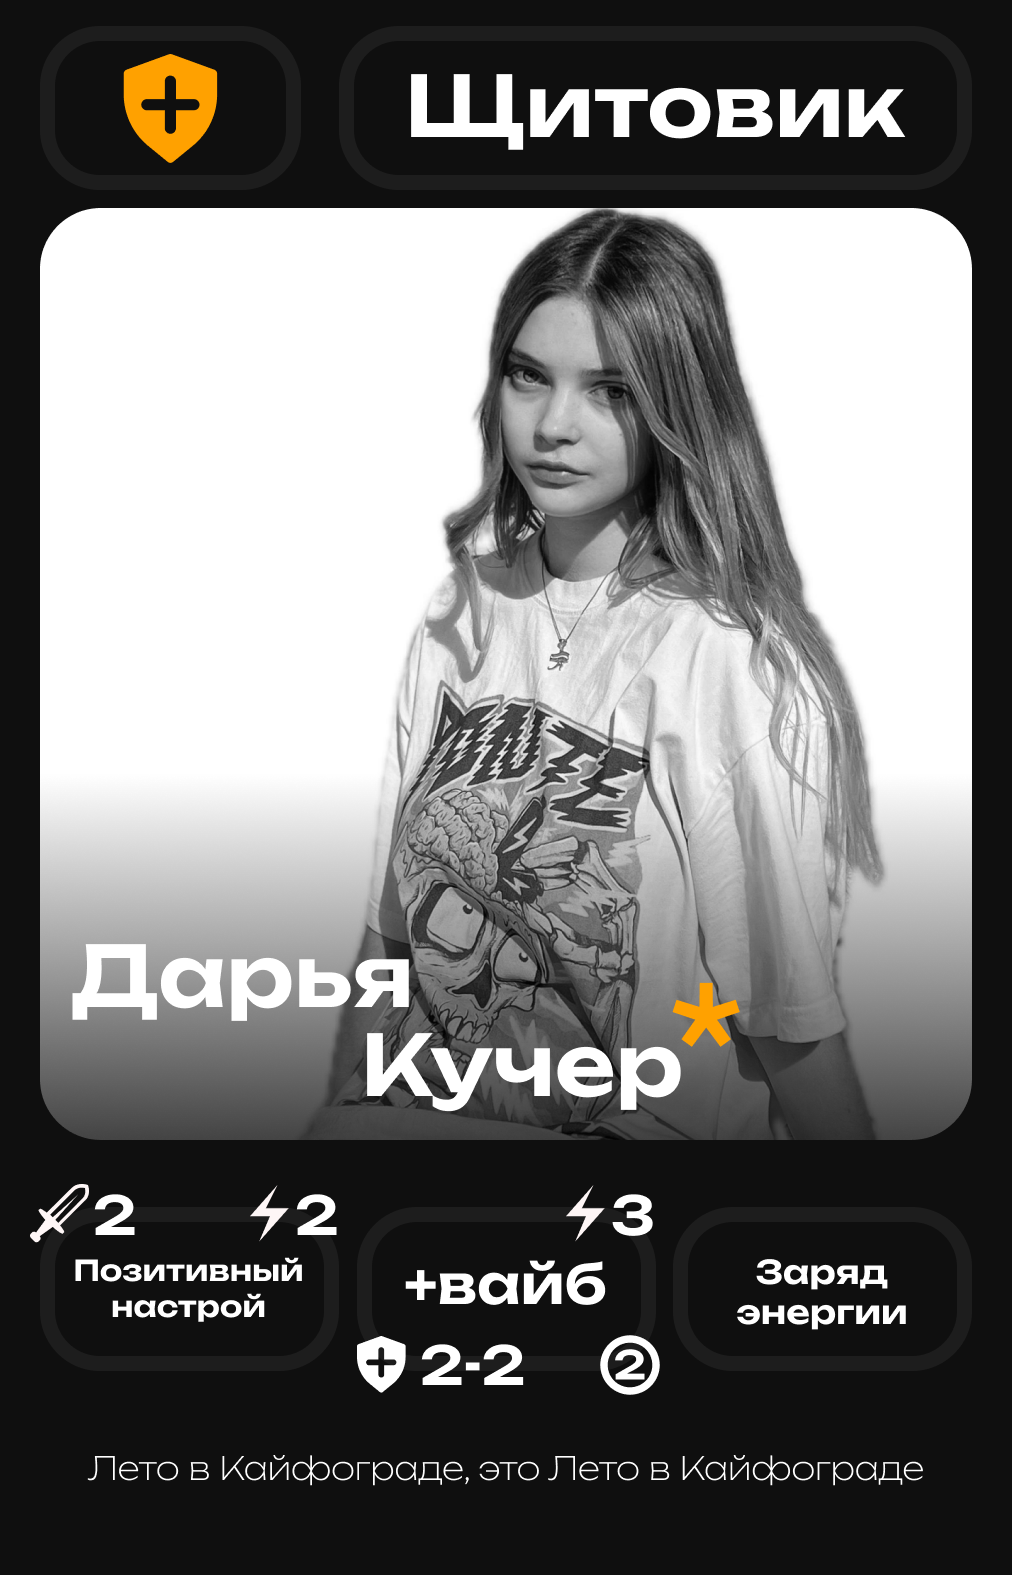 Щитовик
PONTE
Дарья
Кучер*
2 2 3
Позитивный
настрой
+вайб
Заряд
энергии
2-2 2
Лето в Кайфограде, это Лето в Кайфограде